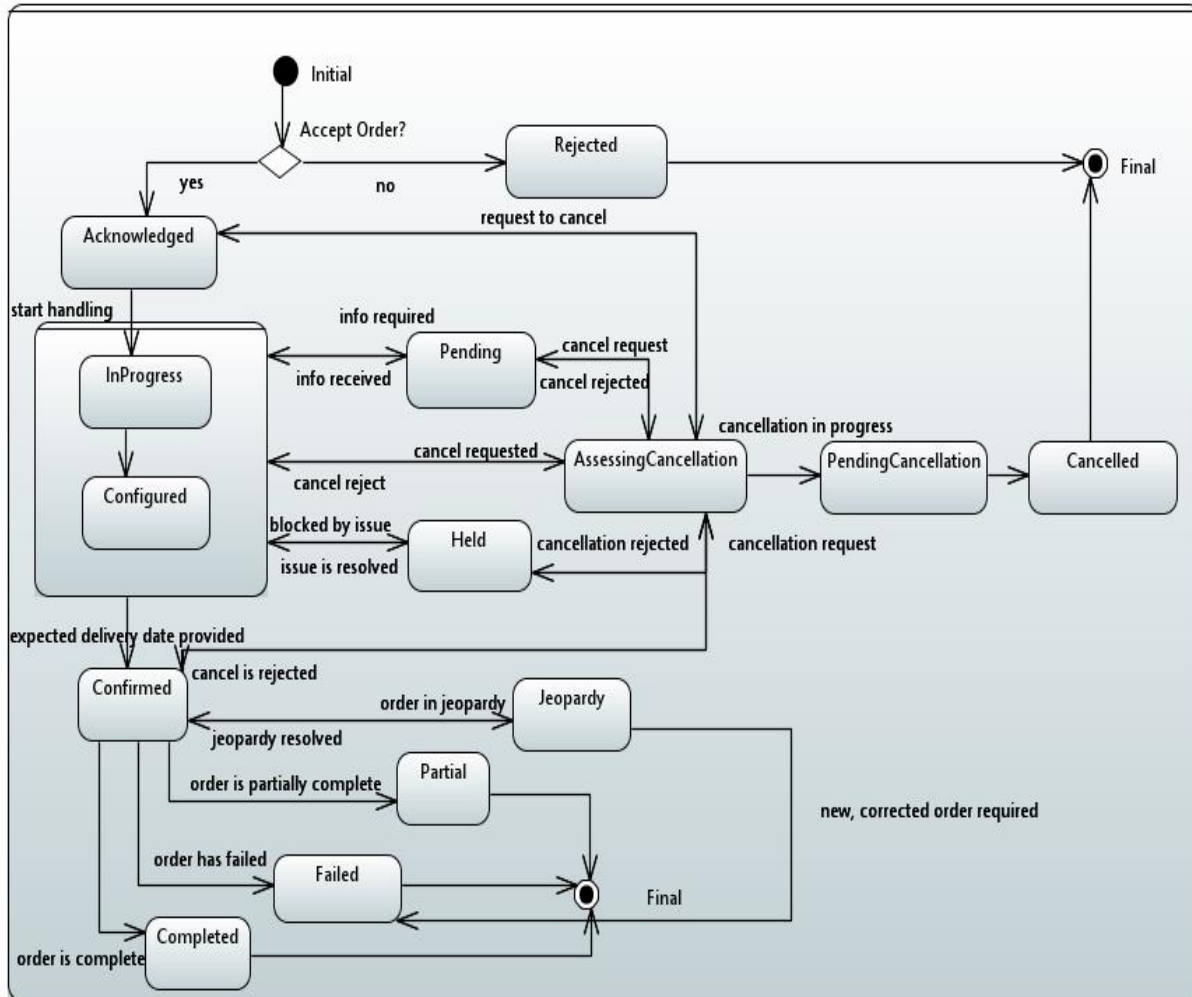 Initial
Accept Order?
Rejected
Final
yes
no
request to cancel
Acknowledged
start handling
info required
Pending
cancel request
InProgress
info received
cancel rejected
cancellation in progress
cancel requested
AssessingCancellation
PendingCancellation
Cancelled
cancel reject
Configured
blocked by issue
Held
cancellation rejected
cancellation request
issue is resolved
expected delivery date provided
cancel is rejected
Confirmed
order in jeopardy
Jeopardy
jeopardy resolved
Partial
order is partially complete
new, corrected order required
order has failed
Failed
Final
Completed
order is complete